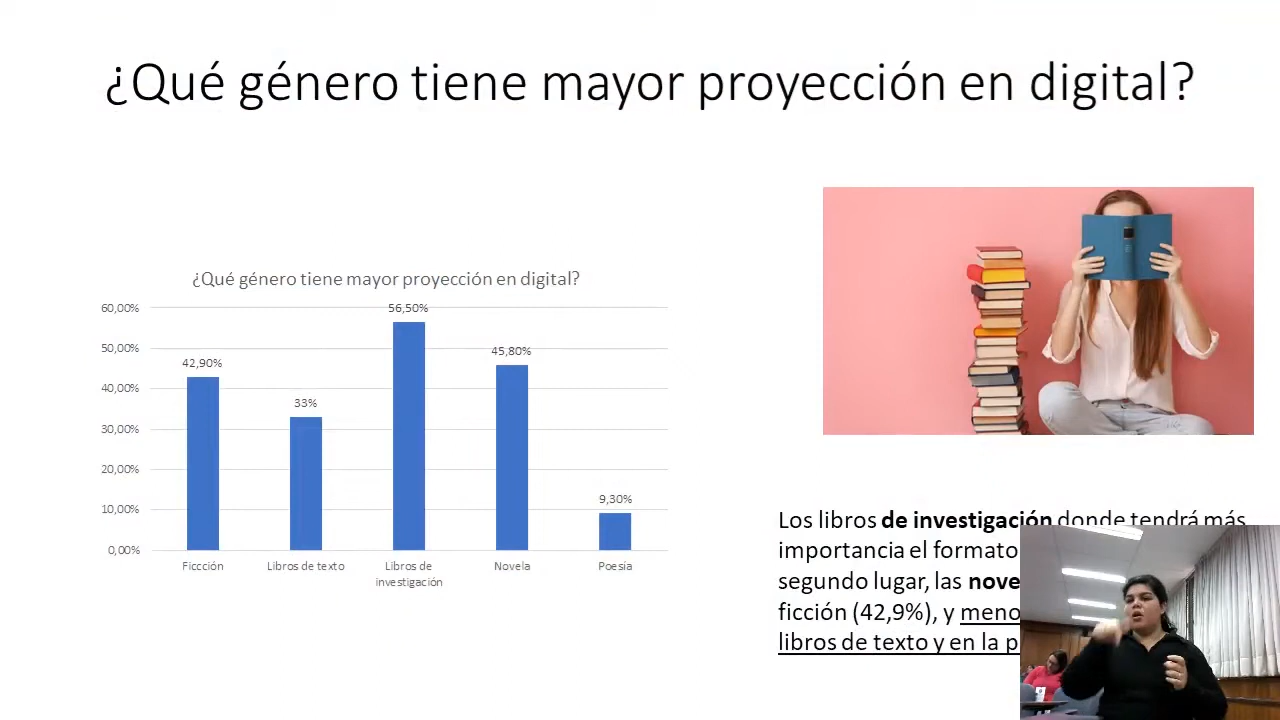 ¿Qué género tiene mayor proyección en digital?
¿Qué género tiene mayor proyección en digital?
60,00%
50,00%
40,00%
30,00%
20,00%
10,00%
0,00%
42,90%
33%
56,50%
45,80%
9,30%
Ficcción
Libros de texto
Libros de
investigación
Novela
Poesía
Los libros de investigación donde tendrá más
importancia el formato
segundo lugar, las
ficción (42,9%), y
libros de texto y en la